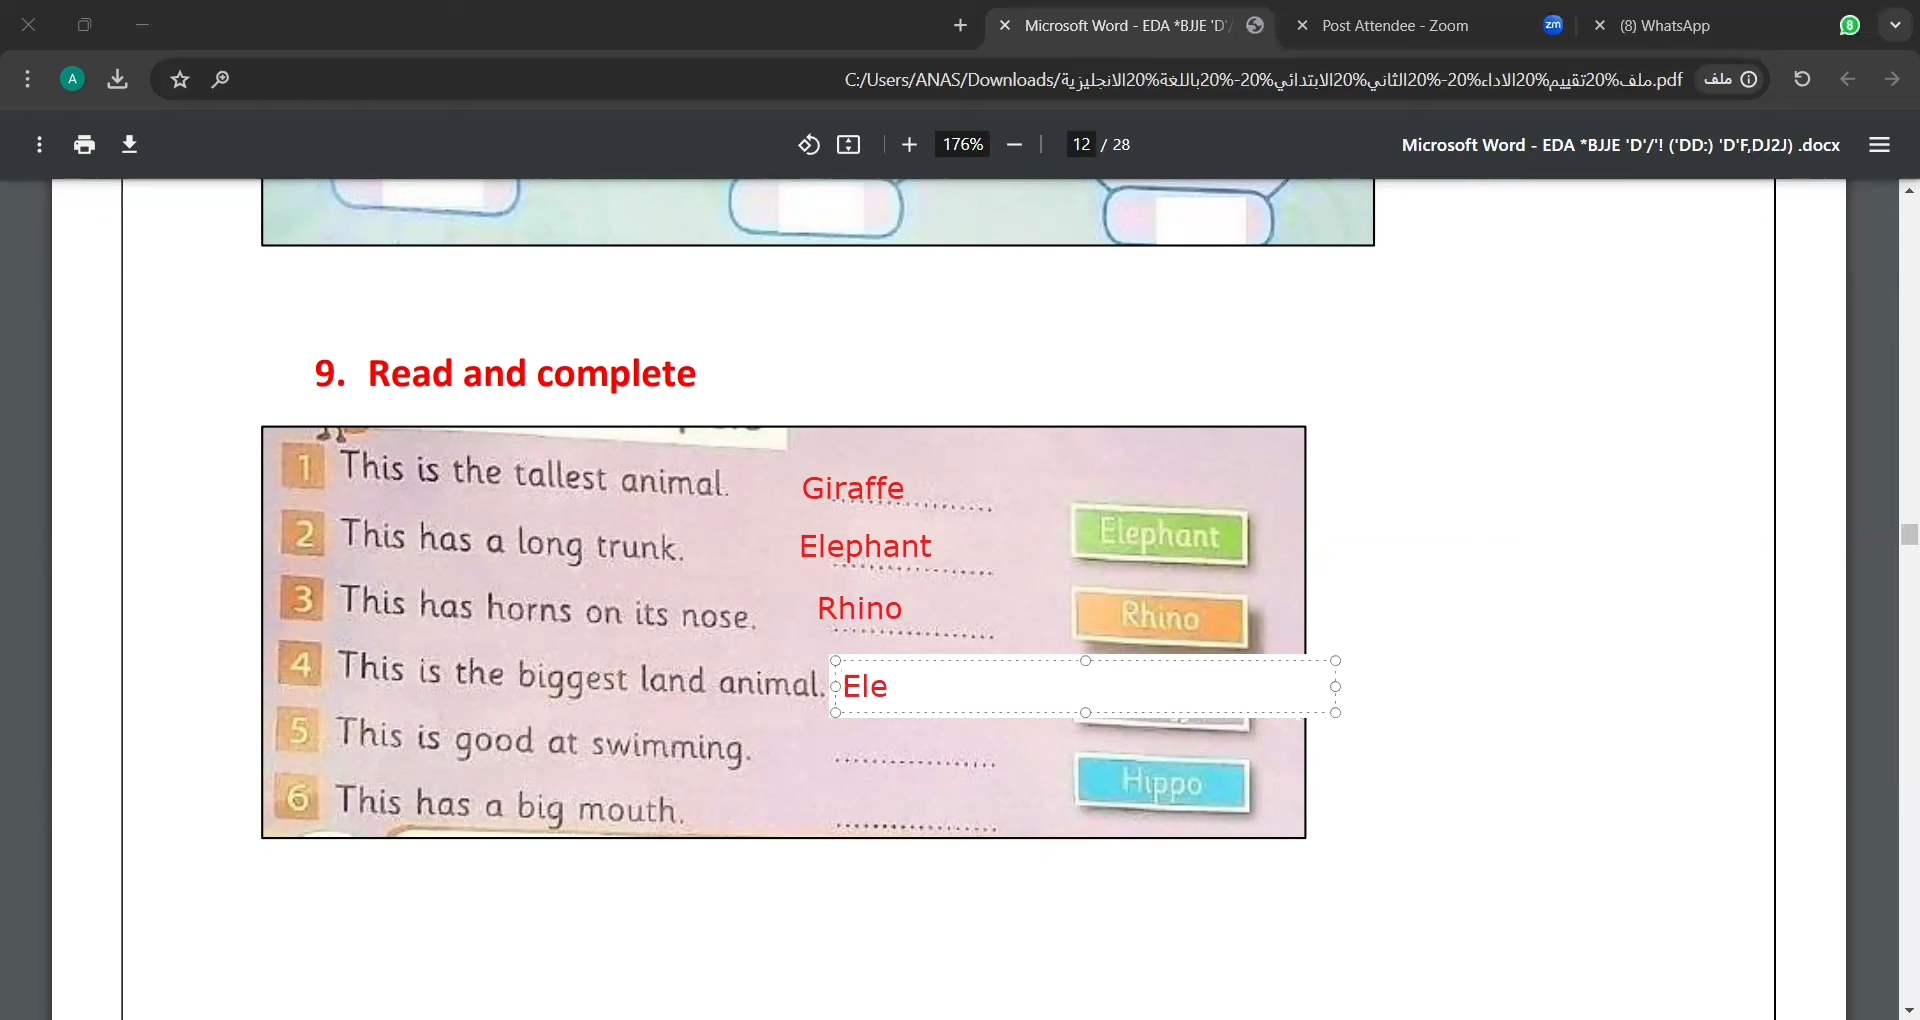 Microsoft Word - EDA *BJJE 'D'/
Post Attendee - Zoom
zm
(8) WhatsApp
8
A
C:/Users/ANAS/Downloads/ملف%20تقييم%20الاداء%20-%20الثاني%20الابتدائي%20-%20باللغة%20الانجليزية.pdf
ملف
176%
12 / 28
Microsoft Word - EDA *BJJE 'D'/'! ('DD:) 'D'F,DJ2J) .docx
9. Read and complete
1 This is the tallest animal. Giraffe
2 This has a long trunk. Elephant
Elephant
3 This has horns on its nose. Rhino
Rhino
4 This is the biggest land animal. Ele
5 This is good at swimming.
Hippo
6 This has a big mouth.